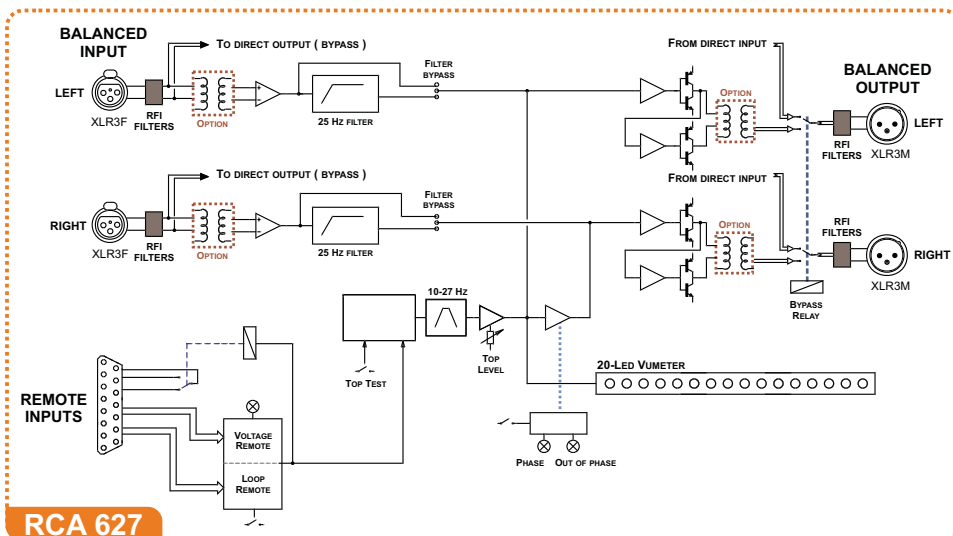 BALANCED
INPUT
LEFT
XLR3F
RFI
FILTERS
TO DIRECT OUTPUT ( BYPASS )
OPTION
+
−
25 HZ FILTER
FILTER
BYPASS
FROM DIRECT INPUT
OPTION
BALANCED
OUTPUT
LEFT
RFI
FILTERS
XLR3M
RIGHT
XLR3F
RFI
FILTERS
TO DIRECT OUTPUT ( BYPASS )
OPTION
+
−
25 HZ FILTER
FILTER
BYPASS
FROM DIRECT INPUT
OPTION
RFI
FILTERS
RIGHT
XLR3M
BYPASS
RELAY
10-27 Hz
TOP TEST
TOP
LEVEL
20-LED VUMETER
PHASE
OUT OF PHASE
REMOTE
INPUTS
VOLTAGE
REMOTE
LOOP
REMOTE
RCA 627